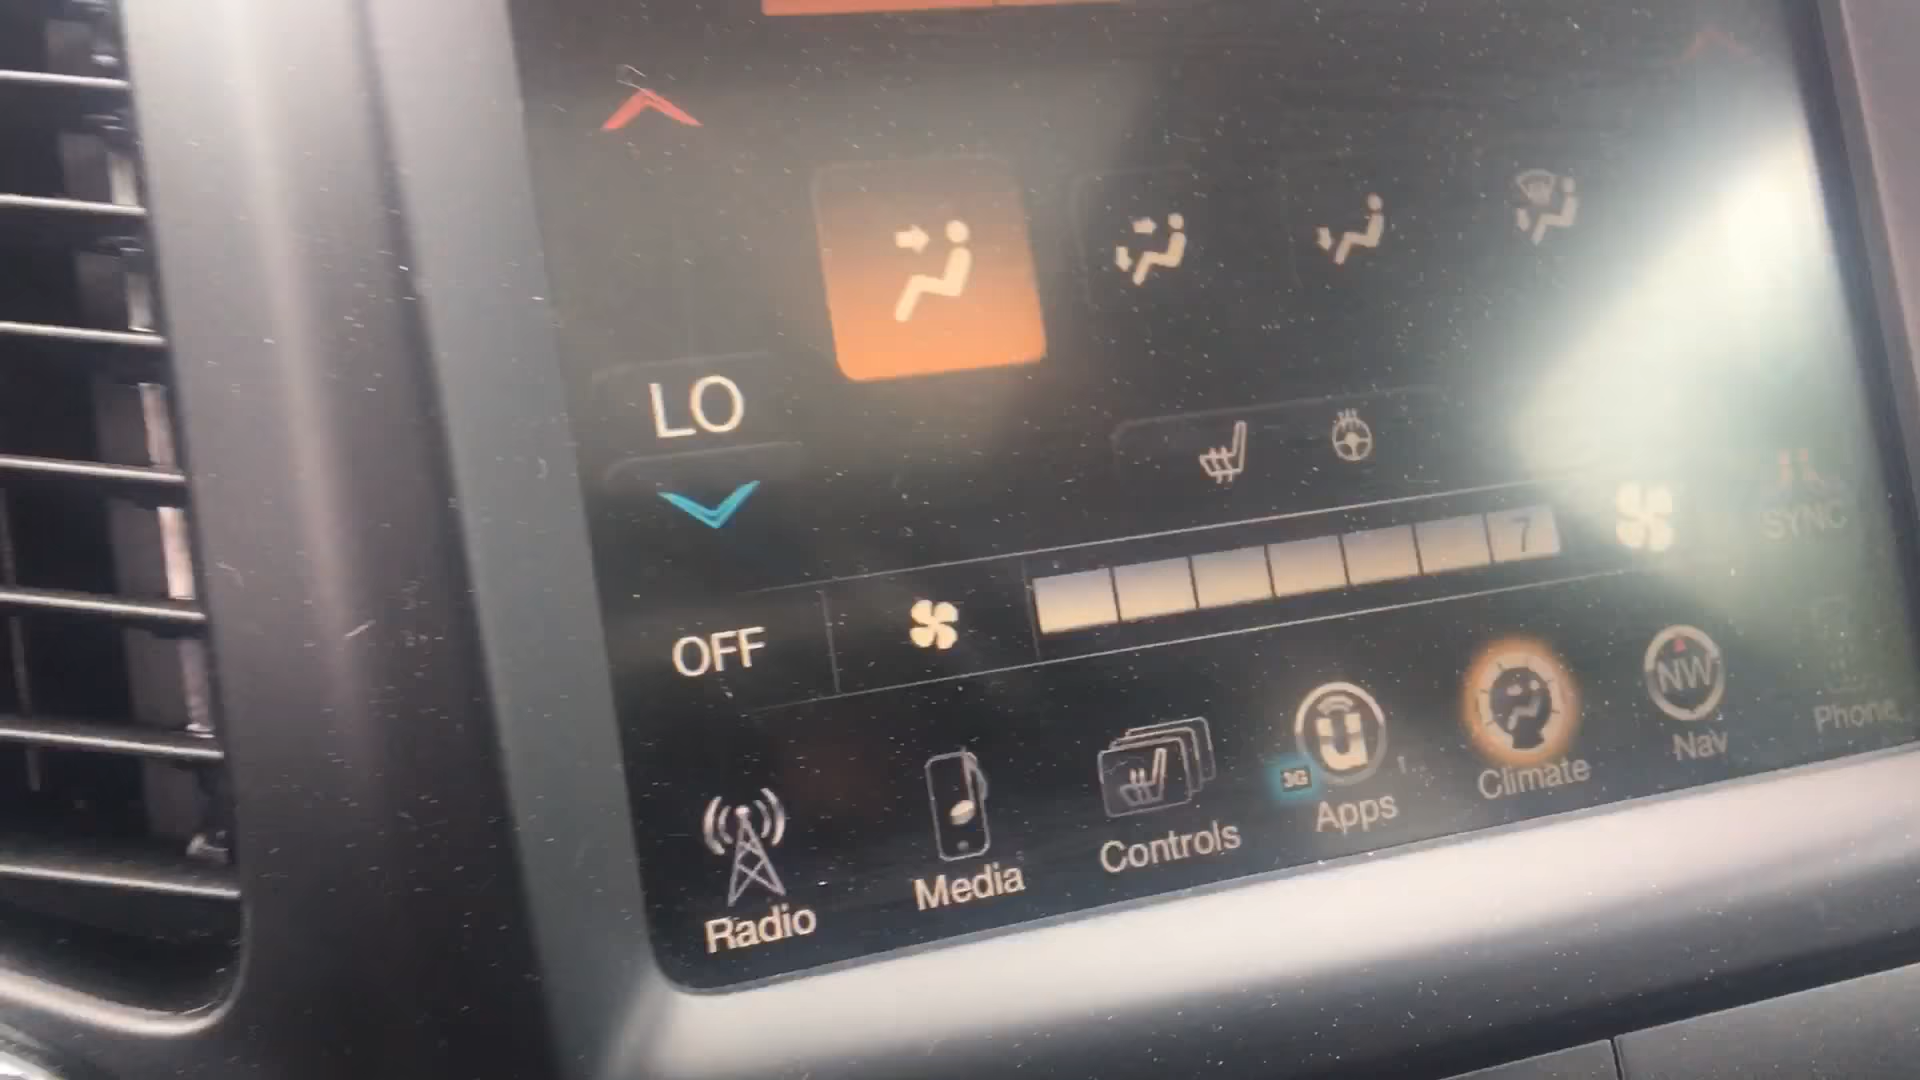 LO
7
SYNC
OFF
3G
NW
Radio
Media
Controls
Apps
Climate
Nav
Phone